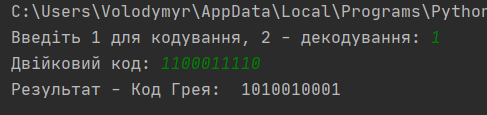 C:\Users\Volodymyr\AppData\Local\Programs\Python
Введіть 1 для кодування, 2 - декодування: 1
Двійковий код: 1100011110
Результат - Код Грея:  1010010001